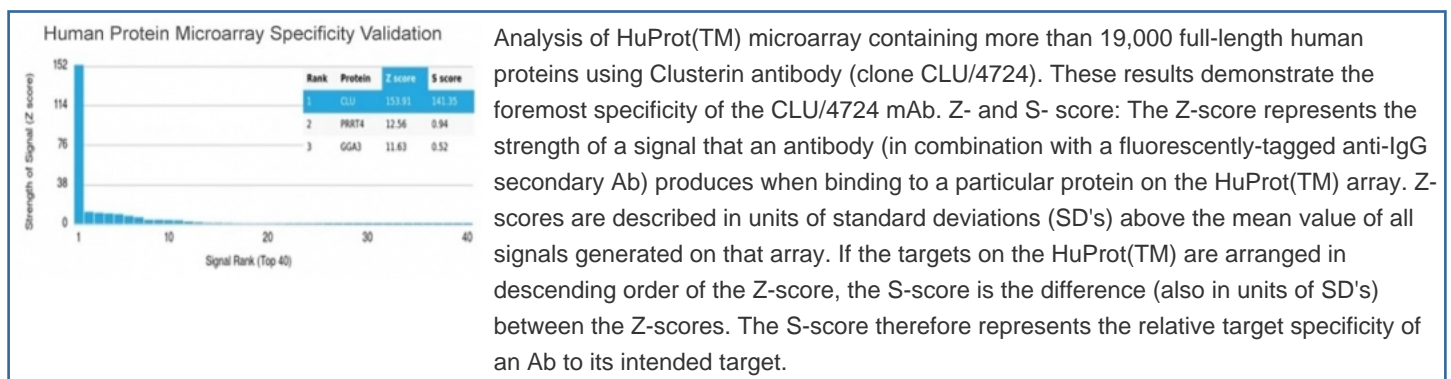 Human Protein Microarray Specificity Validation
Strength of Signal (Z score)
152
114
76
38
0
1 10 20 30 40
Signal Rank (Top 40)
Rank Protein Z score S score
1 CLU 153.91 141.35
2 PRRT4 12.56 0.94
3 GGA3 11.63 0.52
Analysis of HuProt(TM) microarray containing more than 19,000 full-length human
proteins using Clusterin antibody (clone CLU/4724). These results demonstrate the
foremost specificity of the CLU/4724 mAb. Z- and S- score: The Z-score represents the
strength of a signal that an antibody (in combination with a fluorescently-tagged anti-IgG
secondary Ab) produces when binding to a particular protein on the HuProt(TM) array. Z-
scores are described in units of standard deviations (SD's) above the mean value of all
signals generated on that array. If the targets on the HuProt(TM) are arranged in
descending order of the Z-score, the S-score is the difference (also in units of SD's)
between the Z-scores. The S-score therefore represents the relative target specificity of
an Ab to its intended target.